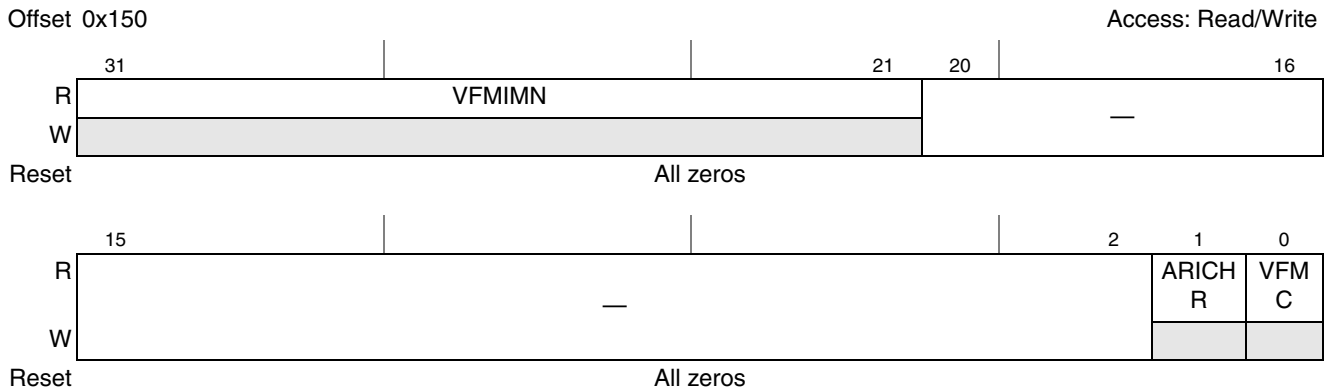 Offset 0x150 Access: Read/Write
31 21 20 16
R VFMIMN —
W
Reset All zeros
15 2 1 0
R — ARICH VFM
R C
W
Reset All zeros